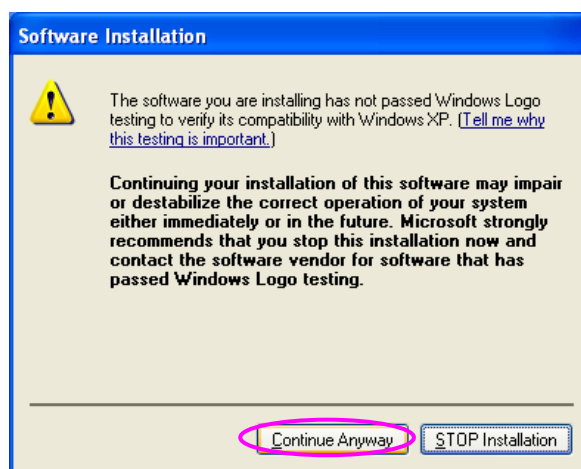 Software Installation
The software you are installing has not passed Windows Logo
testing to verify its compatibility with Windows XP. (Tell me why
this testing is important.)
Continuing your installation of this software may impair
or destabilize the correct operation of your system
either immediately or in the future. Microsoft strongly
recommends that you stop this installation now and
contact the software vendor for software that has
passed Windows Logo testing.
Continue Anyway
STOP Installation